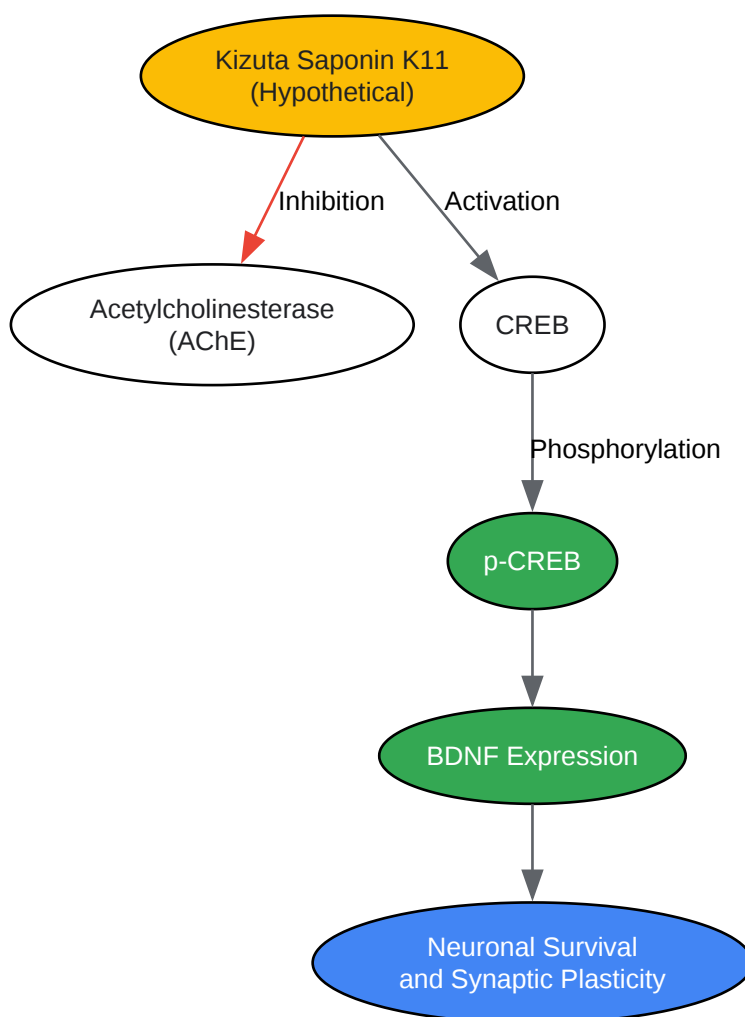 Kizuta Saponin K11
(Hypothetical)
Inhibition
Activation
Acetylcholinesterase
(AChE)
CREB
Phosphorylation
p-CREB
BDNF Expression
Neuronal Survival
and Synaptic Plasticity